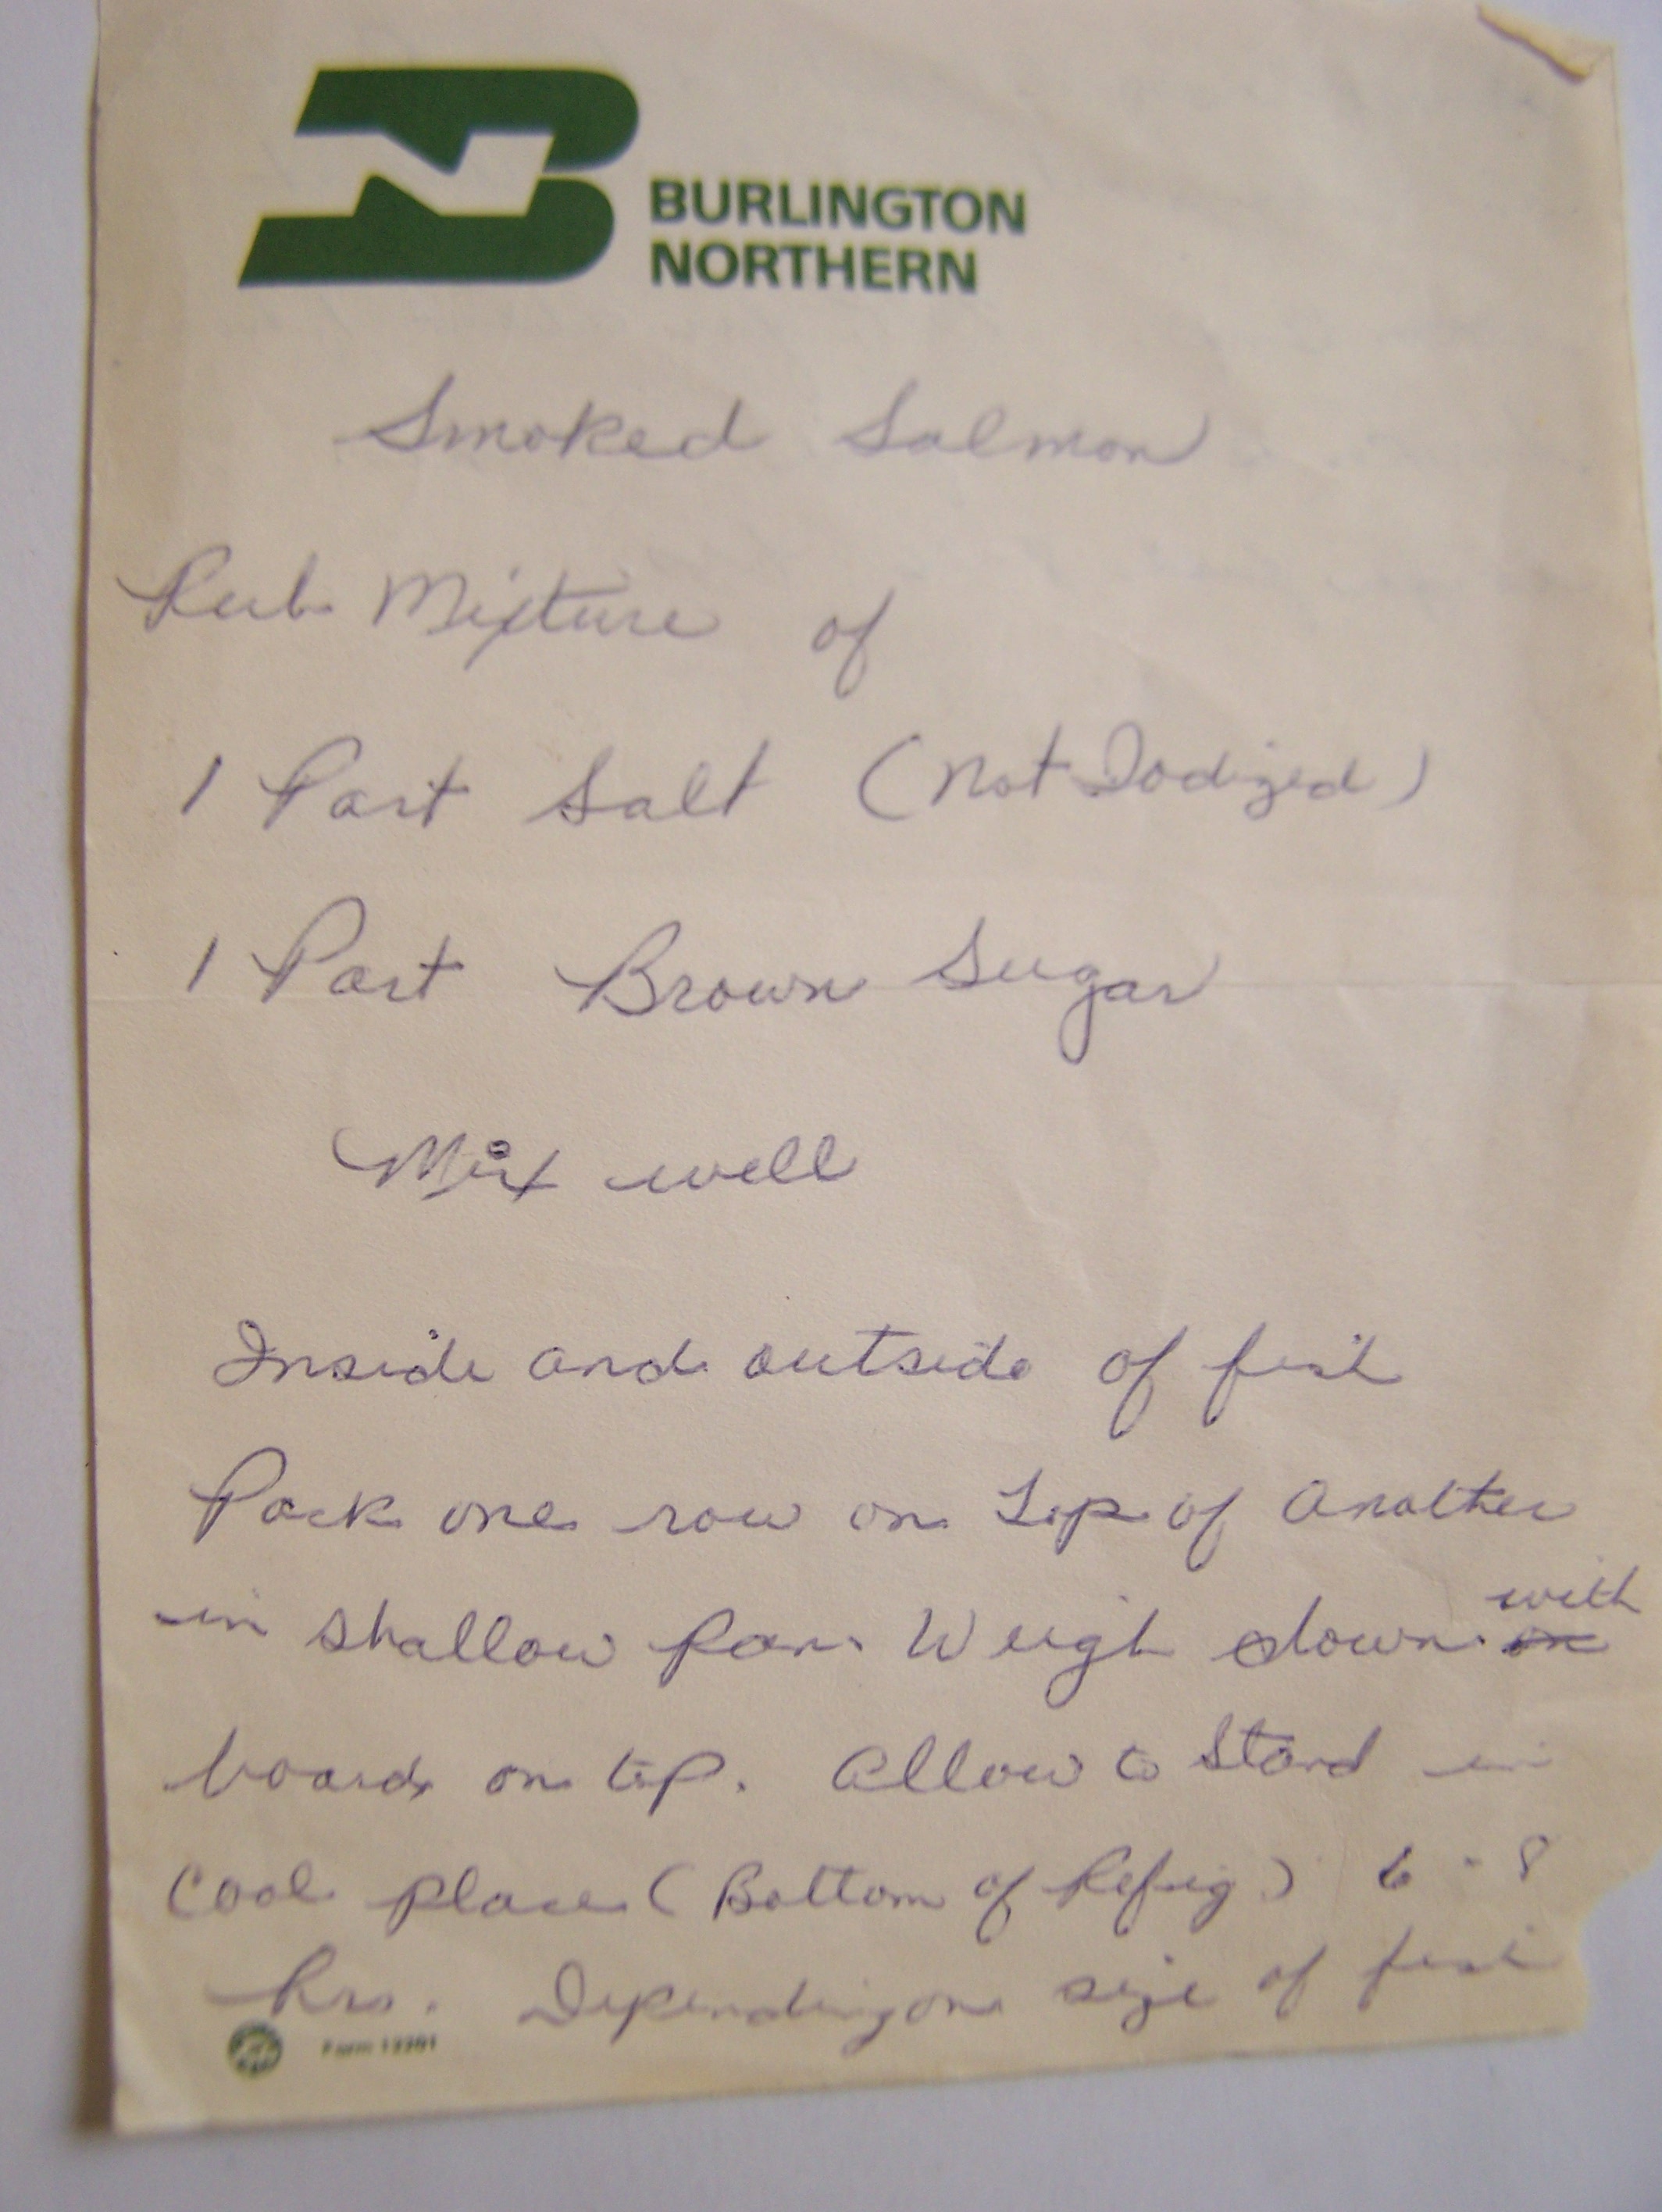 BURLINGTON
NORTHERN
Smoked Salmon
Rub Mixture of
1 Part Salt (Not Iodized)
1 Part Brown Sugar
Mix well
Inside and outside of fish
Pack one row on Top of Another
in shallow pan. Weigh down on with
boards on top. Allow to Stand in
Cool place (Bottom of Refrig.) 6 - 8
hrs. Depending on size of fish
Form 12201